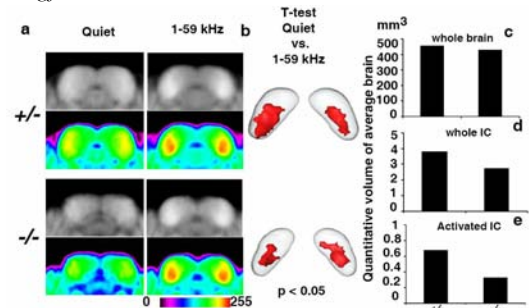 a
Quiet
1-59 kHz
b
T-test
Quiet
vs.
1-59 kHz
+/-
-/-
0
255
p < 0.05
mm3
Quantitative volume of average brain
whole brain
c
500
400
300
200
100
0
whole IC
d
5
4
3
2
1
0
Activated IC
e
1
0.8
0.6
0.4
0.2
0